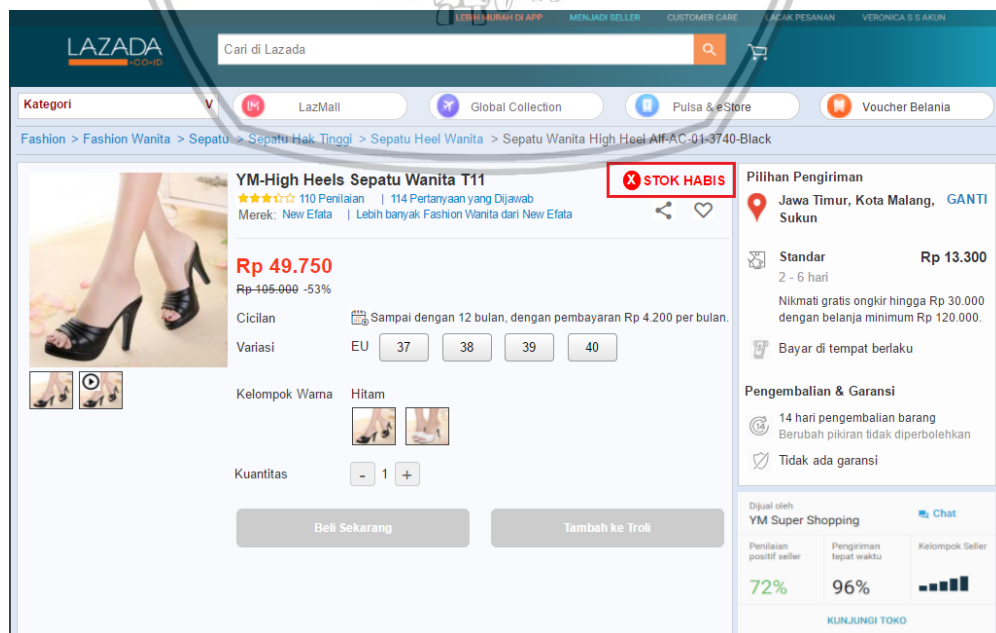 LEBIH MURAH DI APP MENJADI SELLER CUSTOMER CARE LACAK PESANAN VERONICA S S AKUN
LAZADA
.CO.ID
Cari di Lazada
Kategori V LazMall Global Collection Pulsa & eStore Voucher Belania
Fashion > Fashion Wanita > Sepatu > Sepatu Hak Tinggi > Sepatu Heel Wanita > Sepatu Wanita High Heel Alf-AC-01-3740-Black
YM-High Heels Sepatu Wanita T11
X STOK HABIS
110 Penilaian | 114 Pertanyaan yang Dijawab
Merek: New Efata | Lebih banyak Fashion Wanita dari New Efata
Rp 49.750
Rp 105.000 -53%
Cicilan Sampai dengan 12 bulan, dengan pembayaran Rp 4.200 per bulan.
Variasi EU 37 38 39 40
Kelompok Warna Hitam
Kuantitas - 1 +
Beli Sekarang Tambah ke Troli
Pilihan Pengiriman
Jawa Timur, Kota Malang, GANTI
Sukun
Standar Rp 13.300
2 - 6 hari
Nikmati gratis ongkir hingga Rp 30.000
dengan belanja minimum Rp 120.000.
Bayar di tempat berlaku
Pengembalian & Garansi
14 14 hari pengembalian barang
Berubah pikiran tidak diperbolehkan
Tidak ada garansi
Dijual oleh
YM Super Shopping Chat
Penilaian Pengiriman Kelompok Seller
positif seller tepat waktu
72% 96%
KUNJUNGI TOKO